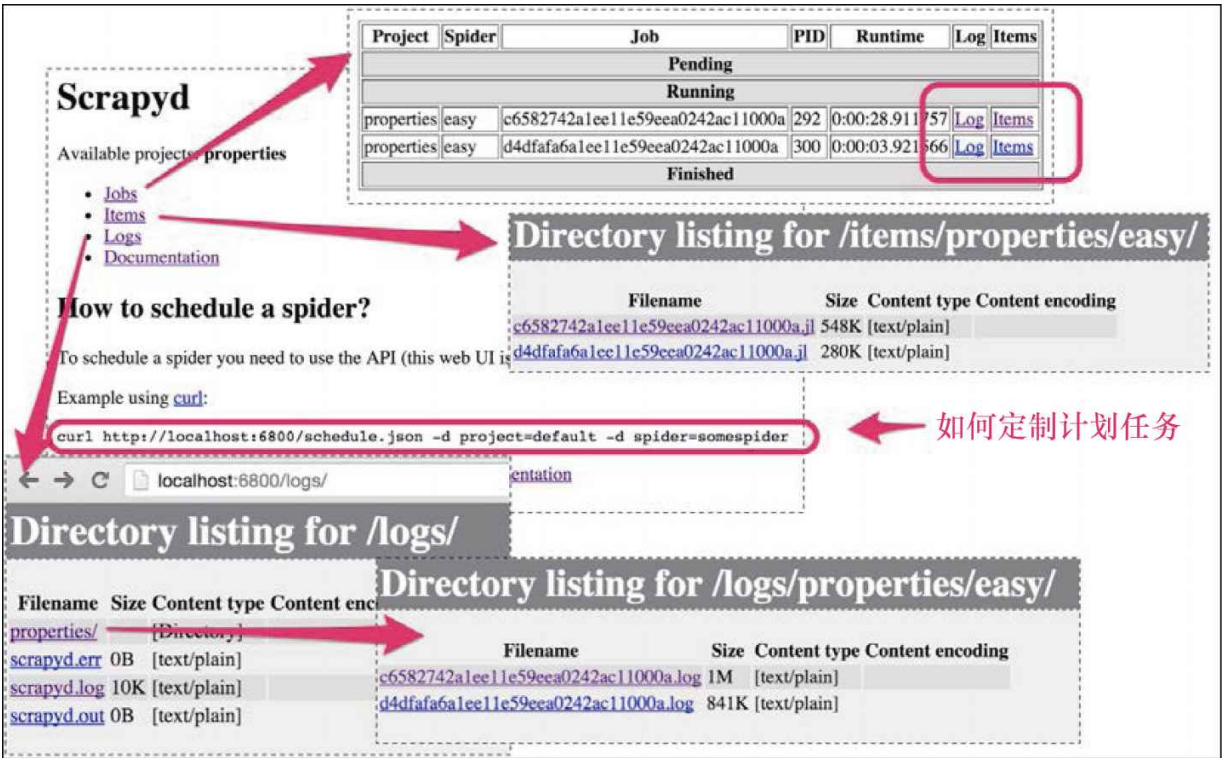 Project Spider Job PID Runtime Log Items
Pending
Running
properties easy c6582742a1ee11e59eea0242ac11000a 292 0:00:28.911757 Log Items
properties easy d4dfafa6a1ee11e59eea0242ac11000a 300 0:00:03.921566 Log Items
Finished
Scrapyd
Available projects: properties
Jobs
Items
Logs
Documentation
How to schedule a spider?
To schedule a spider you need to use the API (this web UI is
Example using curl:
curl http://localhost:6800/schedule.json -d project=default -d spider=somespider
entation
如何定制计划任务
Directory listing for /items/properties/easy/
Filename Size Content type Content encoding
c6582742a1ee11e59eea0242ac11000a.jl 548K [text/plain]
d4dfafa6a1ee11e59eea0242ac11000a.jl 280K [text/plain]
localhost:6800/logs/
Directory listing for /logs/
Filename Size Content type Content enc
properties/ [Directory]
scrapyd.err 0B [text/plain]
scrapyd.log 10K [text/plain]
scrapyd.out 0B [text/plain]
Directory listing for /logs/properties/easy/
Filename Size Content type Content encoding
c6582742a1ee11e59eea0242ac11000a.log 1M [text/plain]
d4dfafa6a1ee11e59eea0242ac11000a.log 841K [text/plain]